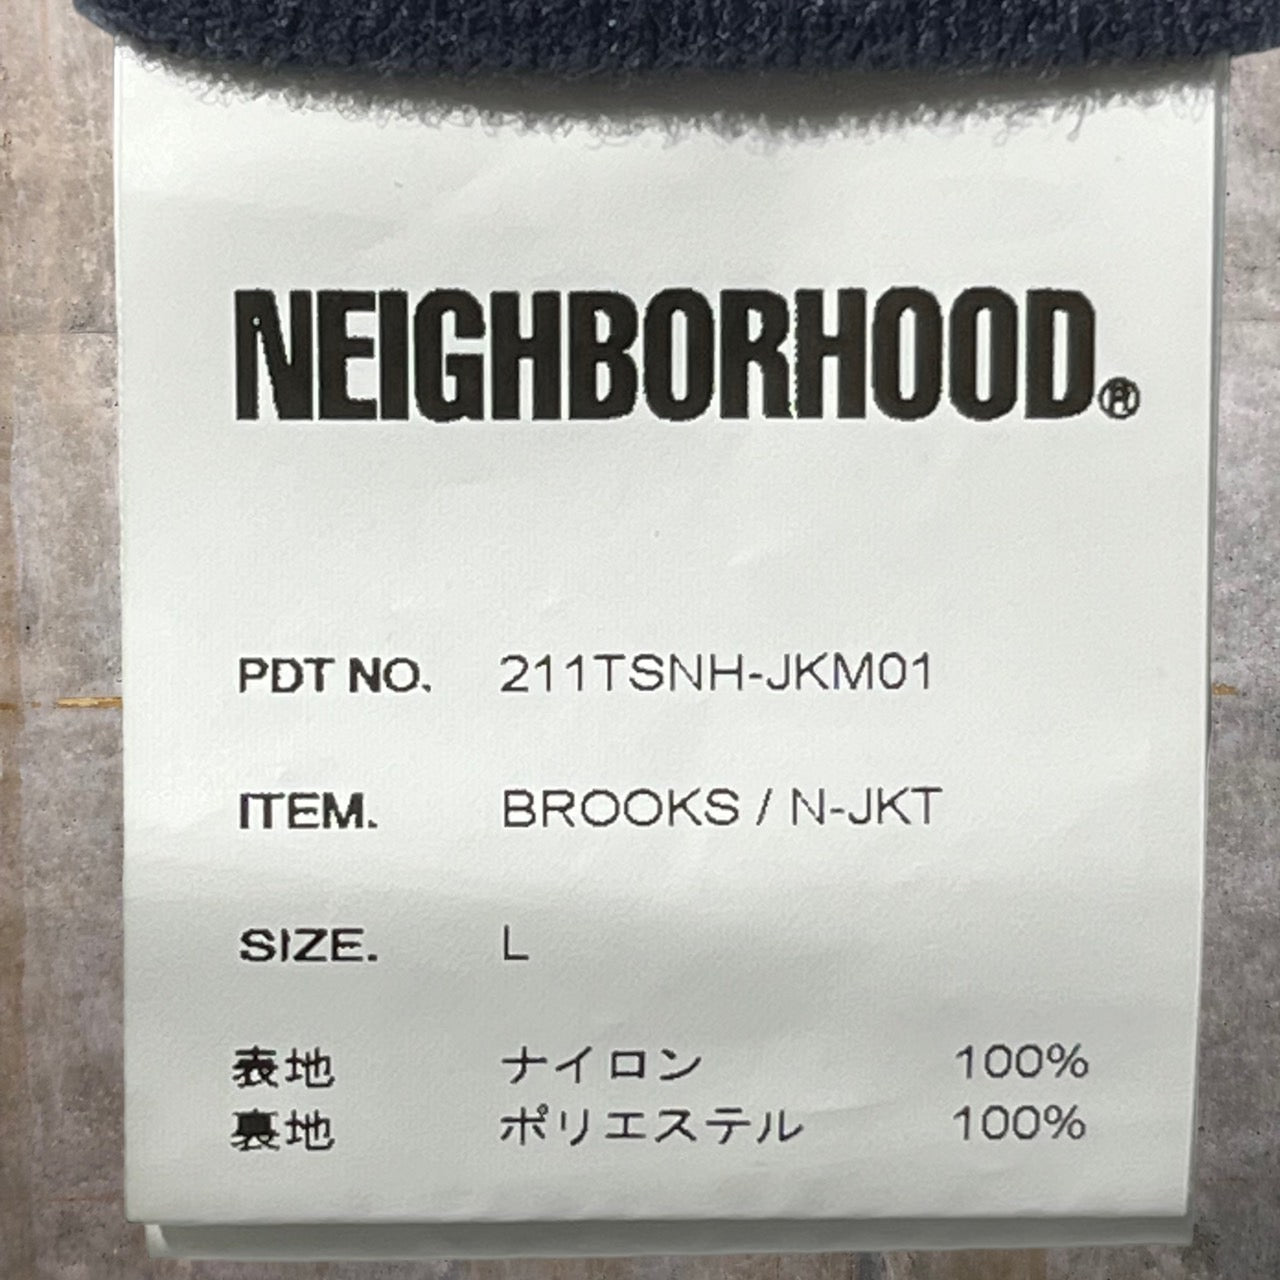 NEIGHBORHOOD®
PDT NO. 211TSNH-JKM01
ITEM. BROOKS / N-JKT
SIZE. L
表地 ナイロン 100%
裏地 ポリエステル 100%